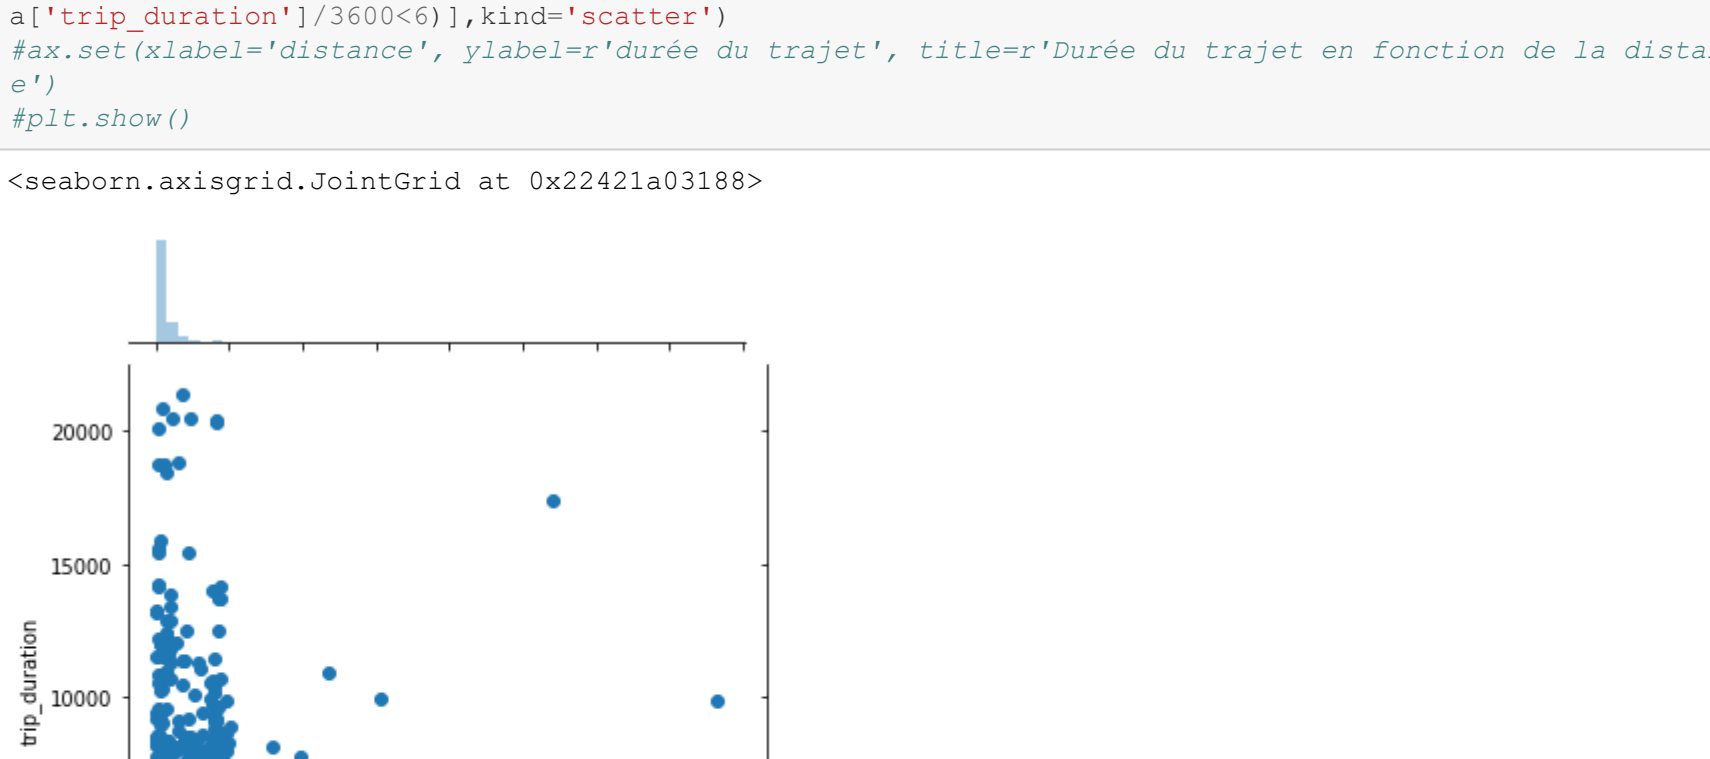 a['trip_duration']/3600<6)],kind='scatter')
#ax.set(xlabel='distance', ylabel=r'durée du trajet', title=r'Durée du trajet en fonction de la
e')
#plt.show()
<seaborn.axisgrid.JointGrid at 0x22421a03188>
20000
15000
10000
trip_duration